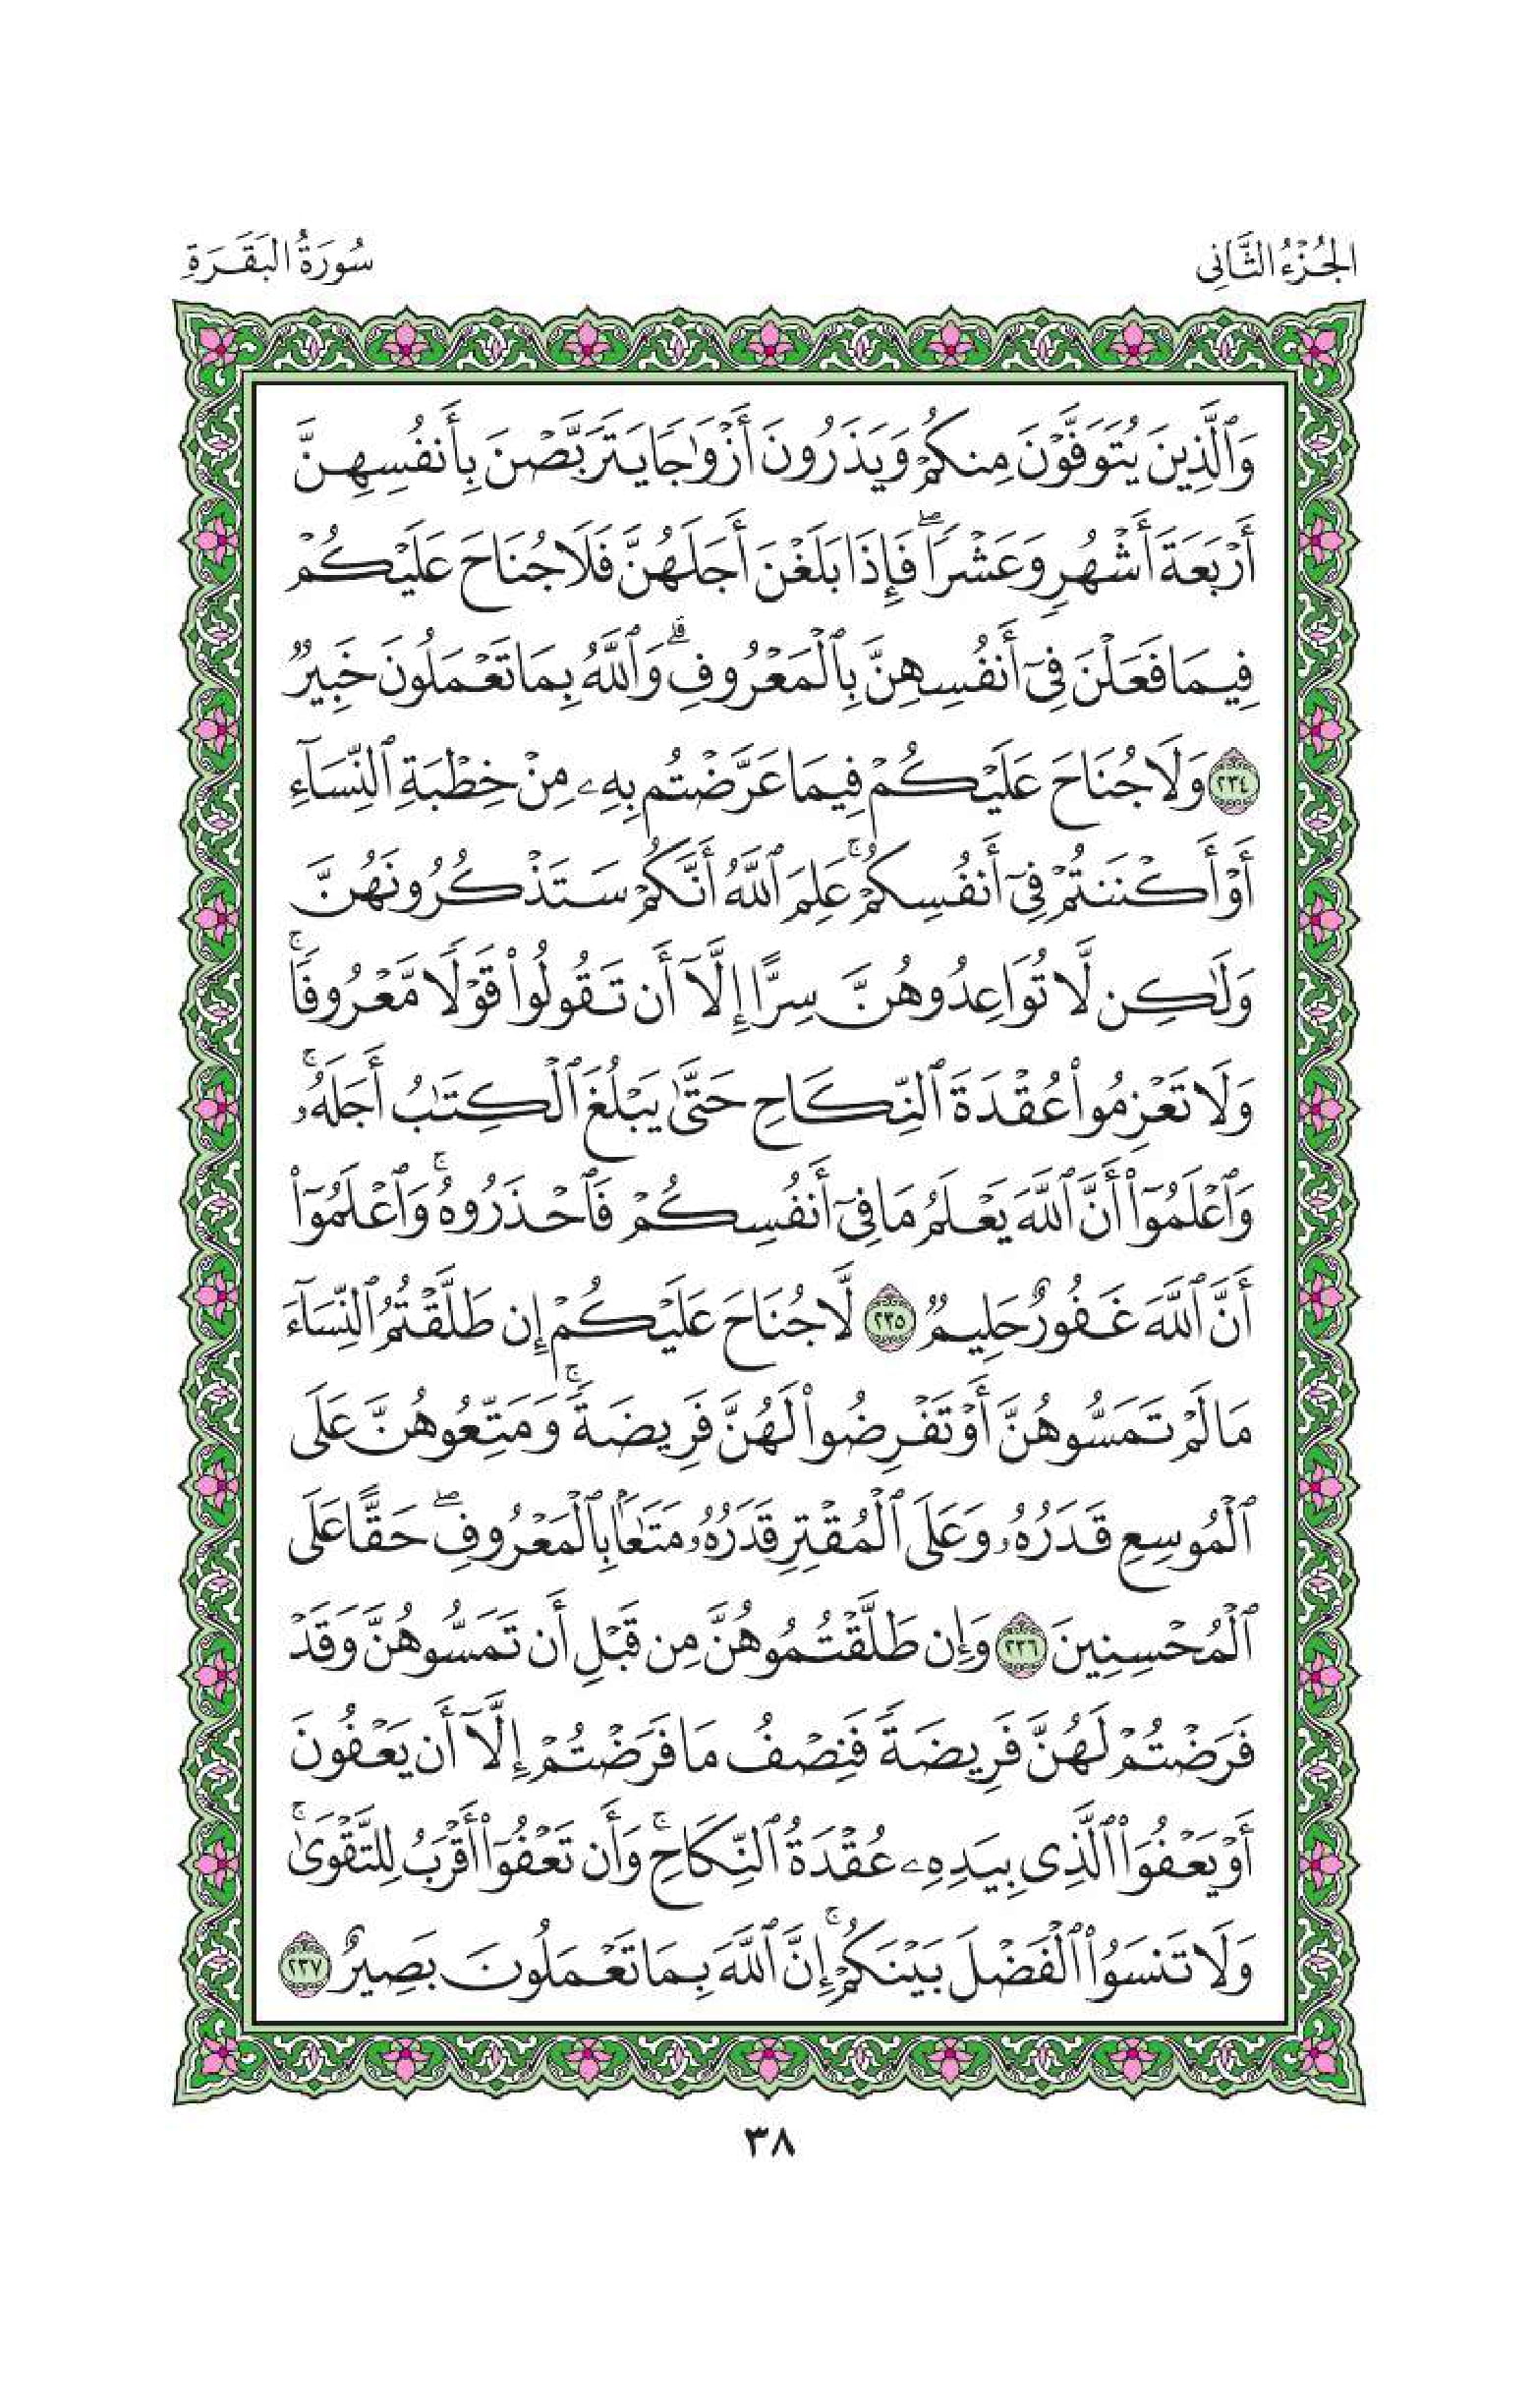 الجُزْءُ الثَّانِي
سُورَةُ البَقَرَةِ
وَٱلَّذِينَ يُتَوَفَّوْنَ مِنكُمْ وَيَذَرُونَ أَزْوَٰجًا يَتَرَبَّصْنَ بِأَنفُسِهِنَّ
أَرْبَعَةَ أَشْهُرٍ وَعَشْرًاۖ فَإِذَا بَلَغْنَ أَجَلَهُنَّ فَلَا جُنَاحَ عَلَيْكُمْ
فِيمَا فَعَلْنَ فِىٓ أَنفُسِهِنَّ بِٱلْمَعْرُوفِۗ وَٱللَّهُ بِمَا تَعْمَلُونَ خَبِيرٌ
٢٣٤ وَلَا جُنَاحَ عَلَيْكُمْ فِيمَا عَرَّضْتُم بِهِۦ مِنْ خِطْبَةِ ٱلنِّسَآءِ
أَوْ أَكْنَنتُمْ فِىٓ أَنفُسِكُمْۚ عَلِمَ ٱللَّهُ أَنَّكُمْ سَتَذْكُرُونَهُنَّ
وَلَٰكِن لَّا تُوَاعِدُوهُنَّ سِرًّا إِلَّآ أَن تَقُولُوا۟ قَوْلًا مَّعْرُوفًاۚ
وَلَا تَعْزِمُوا۟ عُقْدَةَ ٱلنِّكَاحِ حَتَّىٰ يَبْلُغَ ٱلْكِتَٰبُ أَجَلَهُۥۚ
وَٱعْلَمُوٓا۟ أَنَّ ٱللَّهَ يَعْلَمُ مَا فِىٓ أَنفُسِكُمْ فَٱحْذَرُوهُۚ وَٱعْلَمُوٓا۟
أَنَّ ٱللَّهَ غَفُورٌ حَلِيمٌ ٢٣٥ لَّا جُنَاحَ عَلَيْكُمْ إِن طَلَّقْتُمُ ٱلنِّسَآءَ
مَا لَمْ تَمَسُّوهُنَّ أَوْ تَفْرِضُوا۟ لَهُنَّ فَرِيضَةًۚ وَمَتِّعُوهُنَّ عَلَى
ٱلْمُوسِعِ قَدَرُهُۥ وَعَلَى ٱلْمُقْتِرِ قَدَرُهُۥ مَتَٰعًۢا بِٱلْمَعْرُوفِۖ حَقًّا عَلَى
ٱلْمُحْسِنِينَ ٢٣٦ وَإِن طَلَّقْتُمُوهُنَّ مِن قَبْلِ أَن تَمَسُّوهُنَّ وَقَدْ
فَرَضْتُمْ لَهُنَّ فَرِيضَةً فَنِصْفُ مَا فَرَضْتُمْ إِلَّآ أَن يَعْفُونَ
أَوْ يَعْفُوَا۟ ٱلَّذِى بِيَدِهِۦ عُقْدَةُ ٱلنِّكَاحِۚ وَأَن تَعْفُوٓا۟ أَقْرَبُ لِلتَّقْوَىٰۚ
وَلَا تَنسَوُا۟ ٱلْفَضْلَ بَيْنَكُمْۚ إِنَّ ٱللَّهَ بِمَا تَعْمَلُونَ بَصِيرٌ ٢٣٧
٣٨